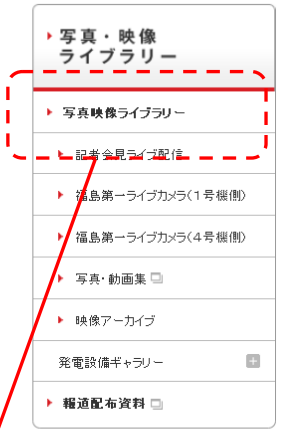 写真・映像
ライブラリー
写真映像ライブラリー
記者会見ライブ配信
福島第一ライブカメラ(1号機側)
福島第一ライブカメラ(4号機側)
写真・動画集
映像アーカイブ
発電設備ギャラリー
報道配布資料